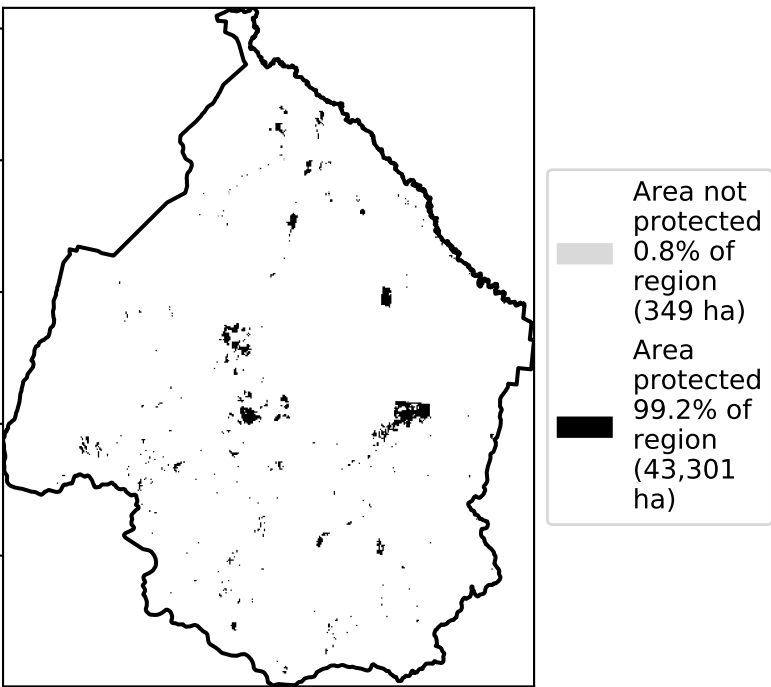 Area not
protected
0.8% of
region
(349 ha)
Area
protected
99.2% of
region
(43,301
ha)